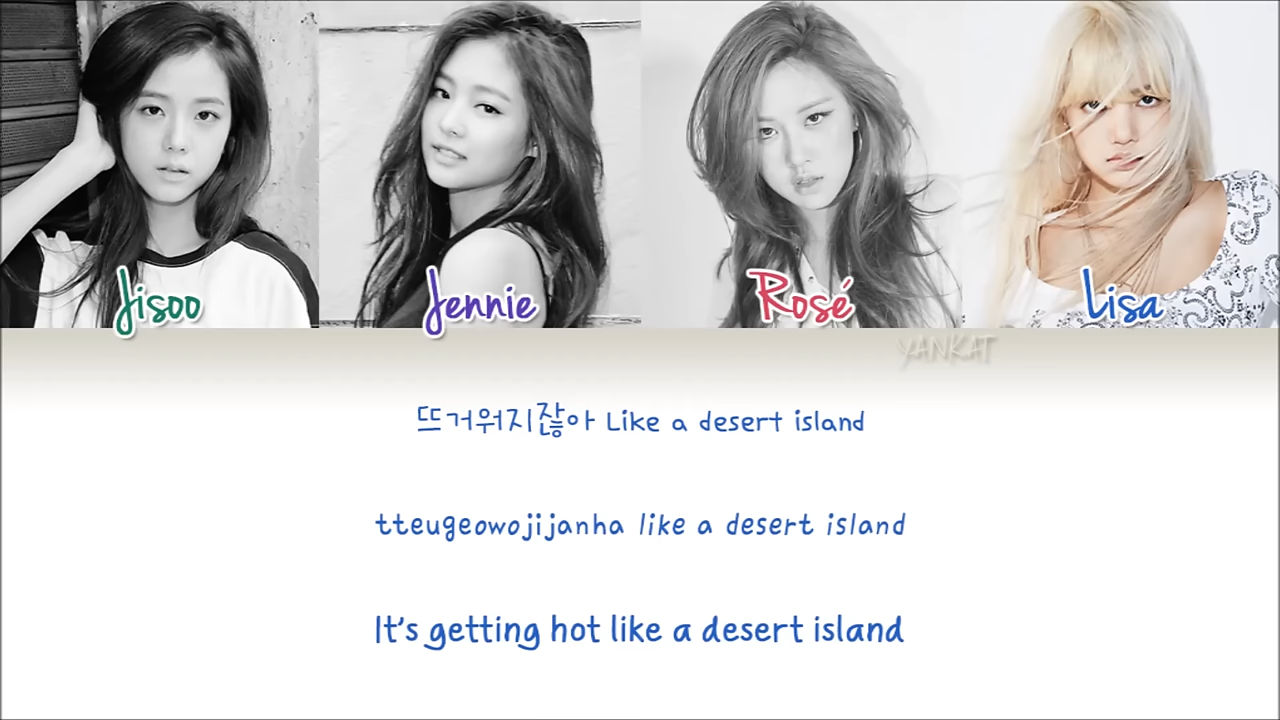 Jisoo
Jennie
Rosé
Lisa
YANKAT
뜨거워지잖아 Like a desert island
tteugeowojijanha like a desert island
It's getting hot like a desert island